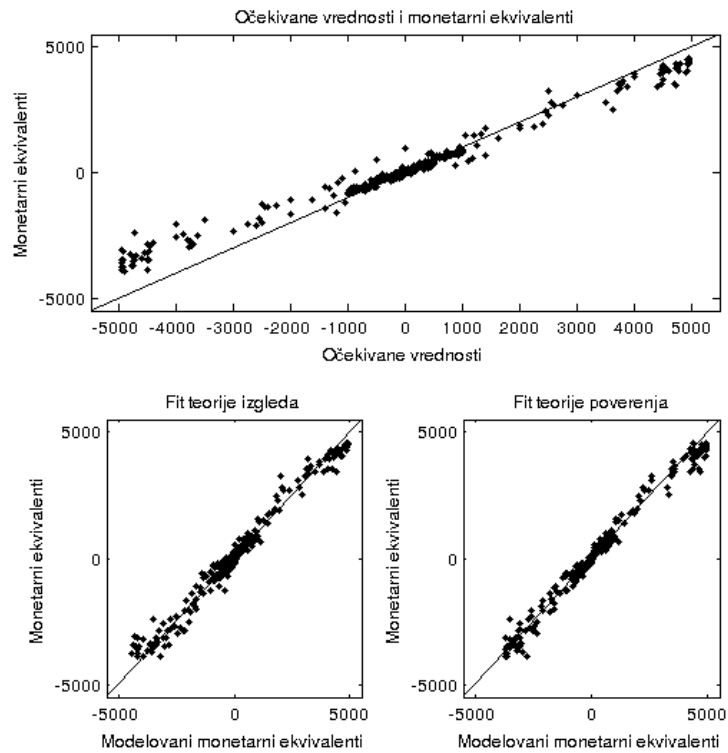 Očekivane vrednosti i monetarni ekvivalenti
5000
0
-5000
Monetarni ekvivalenti
-5000 -4000 -3000 -2000 -1000 0 1000 2000 3000 4000 5000
Očekivane vrednosti
Fit teorije izgleda
5000
0
-5000
Monetarni ekvivalenti
-5000 0 5000
Modelovani monetarni ekvivalenti
Fit teorije poverenja
5000
0
-5000
Monetarni ekvivalenti
-5000 0 5000
Modelovani monetarni ekvivalenti